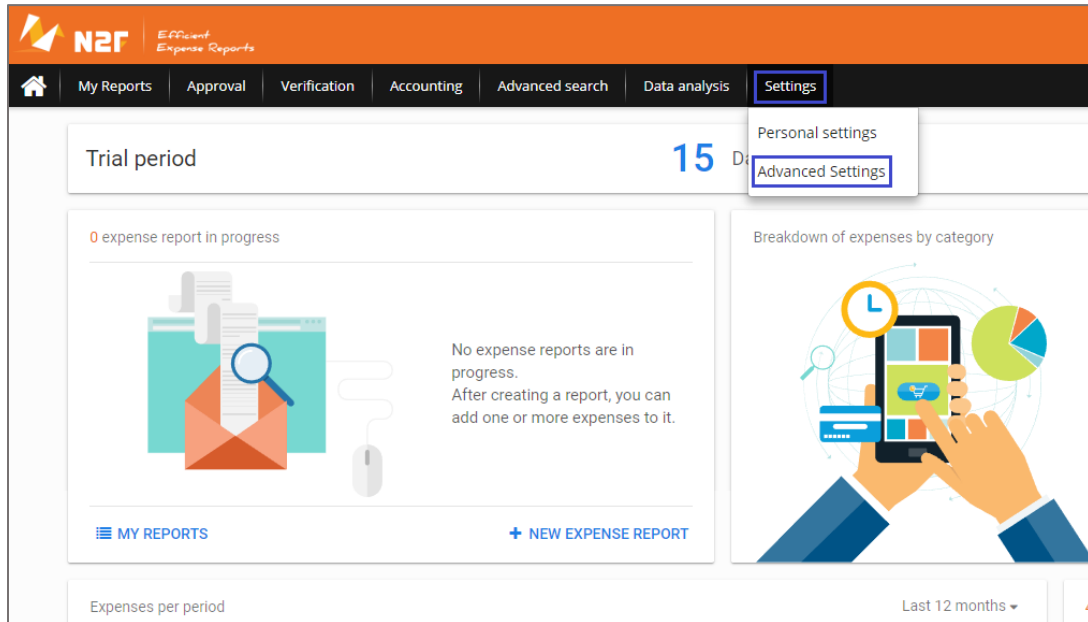 N2F
Efficient
Expense Reports
My Reports
Approval
Verification
Accounting
Advanced search
Data analysis
Settings
Personal settings
Advanced Settings
Trial period
15
0 expense report in progress
No expense reports are in
progress.
After creating a report, you can
add one or more expenses to it.
MY REPORTS
+ NEW EXPENSE REPORT
Breakdown of expenses by category
Expenses per period
Last 12 months